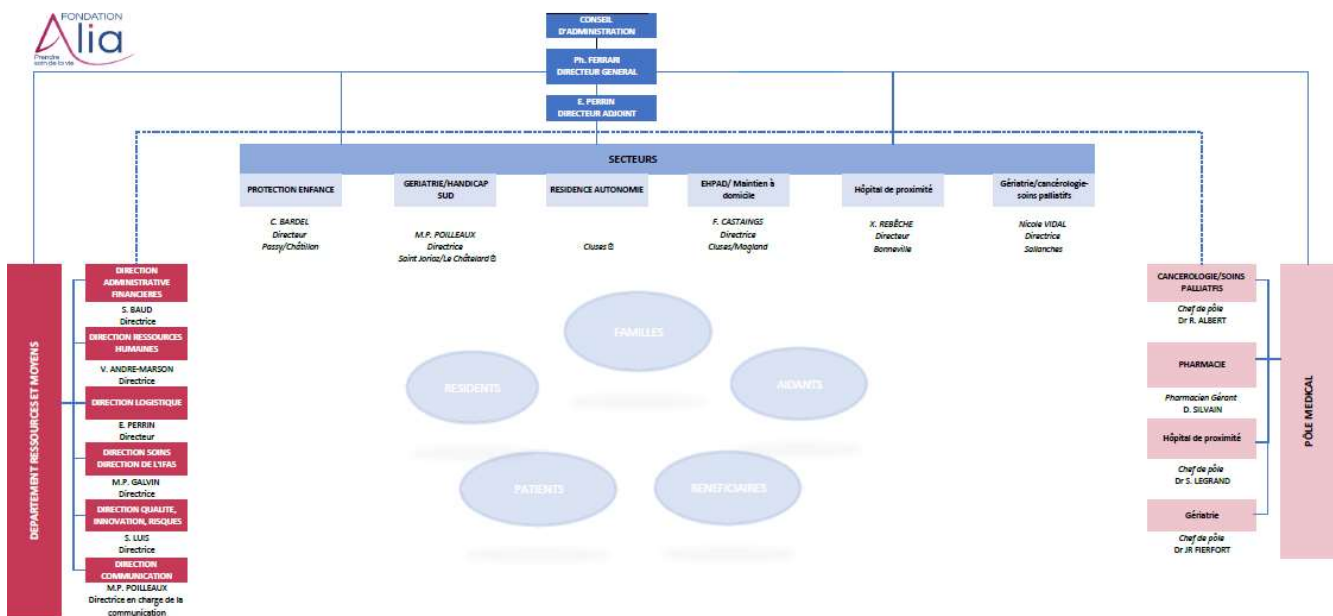 FONDATION
Alia
Prendre
soin de la vie
CONSEIL
D'ADMINISTRATION
Ph. FERRARI
DIRECTEUR GENERAL
E. PERRIN
DIRECTEUR ADJOINT
SECTEURS
PROTECTION ENFANCE
C. BARDEL
Directeur
Passy/Châtillon
GERIATRIE/HANDICAP
SUD
M.P. POILLEAUX
Directrice
Saint Jorioz/Le Châtelard
RESIDENCE AUTONOMIE
Cluses
EHPAD/ Maintien à
domicile
F. CASTAINGS
Directrice
Cluses/Magland
Hôpital de proximité
X. REBÊCHE
Directeur
Bonneville
Gériatrie/cancérologie-
soins palliatifs
Nicole VIDAL
Directrice
Sallanches
DEPARTEMENT RESSOURCES ET MOYENS
DIRECTION
ADMINISTRATIVE
FINANCIERES
S. BAUD
Directrice
DIRECTION RESSOURCES
HUMAINES
V. ANDRE-MARSON
Directrice
DIRECTION LOGISTIQUE
E. PERRIN
Directeur
DIRECTION SOINS
DIRECTION DE L'IFAS
M.P. GALVIN
Directrice
DIRECTION QUALITE,
INNOVATION, RISQUES
S. LUIS
Directrice
DIRECTION
COMMUNICATION
M.P. POILLEAUX
Directrice en charge de la
communication
FAMILLES
RESIDENTS
AIDANTS
PATIENTS
BENEFICIAIRES
CANCEROLOGIE/SOINS
PALLIATFIS
Chef de pôle
Dr R. ALBERT
PHARMACIE
Pharmacien Gérant
D. SILVAIN
Hôpital de proximité
Chef de pôle
Dr S. LEGRAND
Gériatrie
Chef de pôle
Dr JR FIERFORT
PÔLE MEDICAL